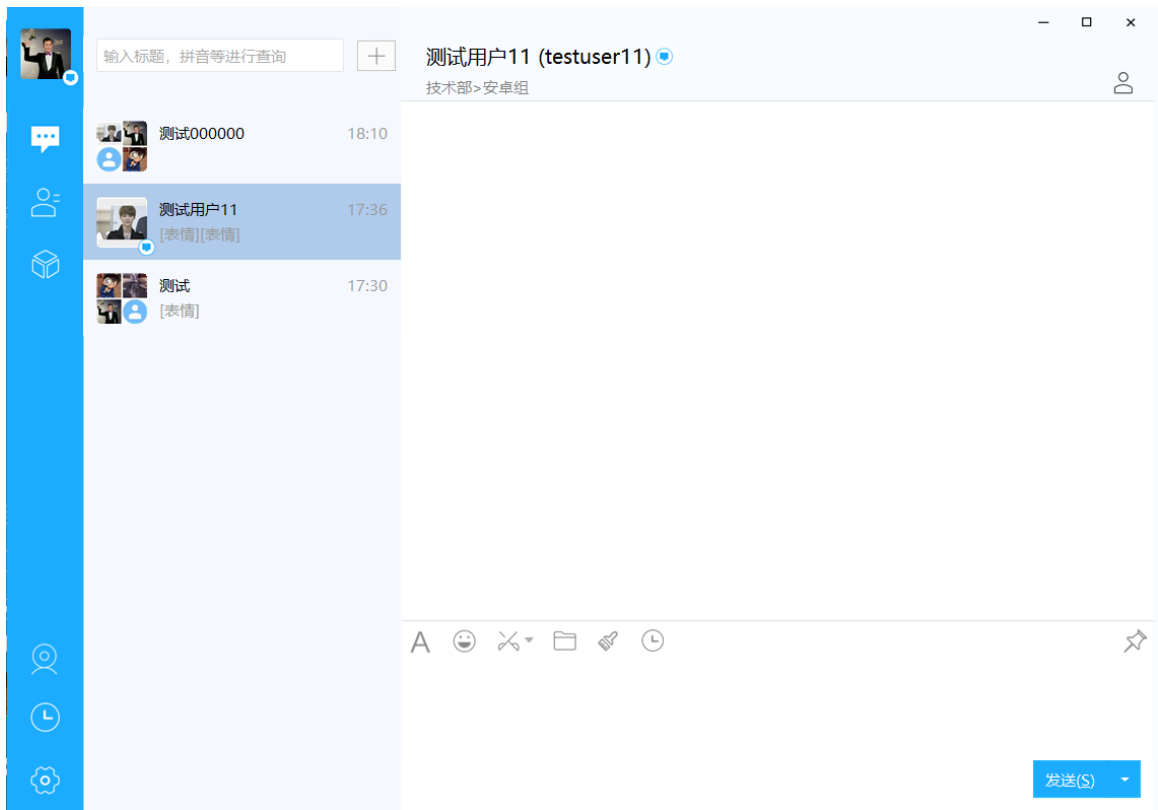 输入标题，拼音等进行查询
测试000000 18:10
测试用户11 17:36
[表情][表情]
测试 17:30
[表情]
测试用户11 (testuser11)
技术部>安卓组
A
发送(S)